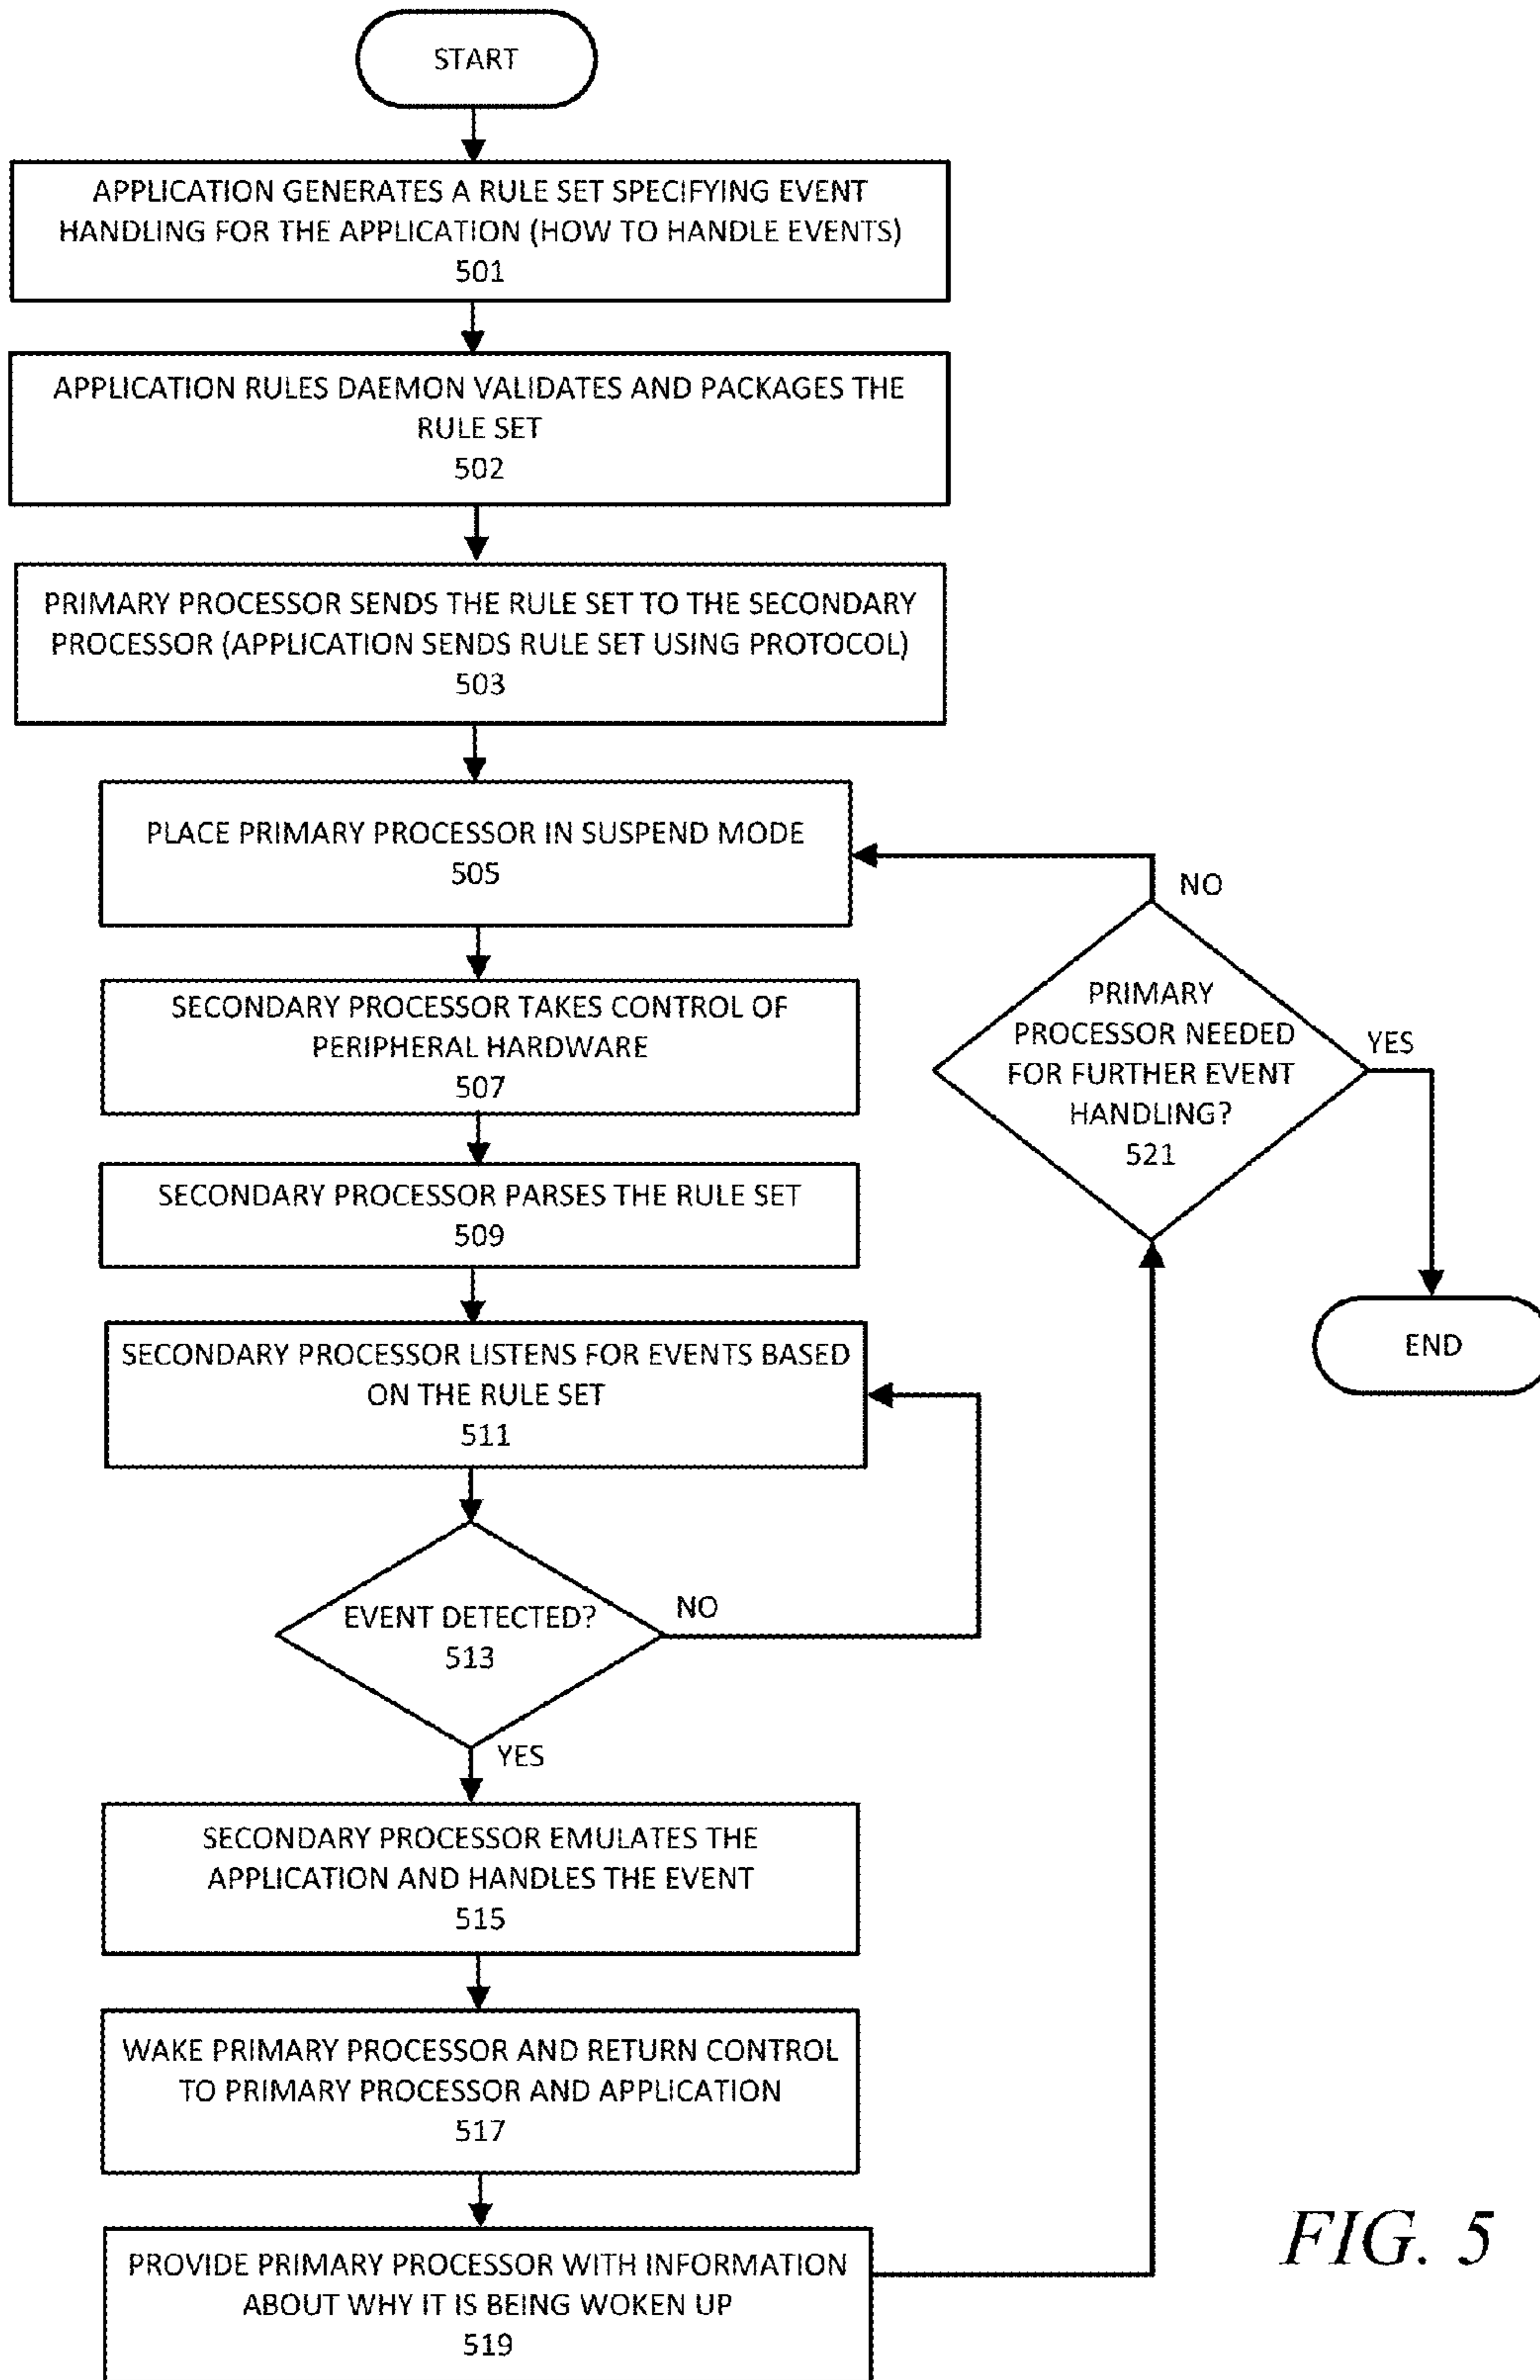 START
APPLICATION GENERATES A RULE SET SPECIFYING EVENT
HANDLING FOR THE APPLICATION (HOW TO HANDLE EVENTS)
501
APPLICATION RULES DAEMON VALIDATES AND PACKAGES THE
RULE SET
502
PRIMARY PROCESSOR SENDS THE RULE SET TO THE SECONDARY
PROCESSOR (APPLICATION SENDS RULE SET USING PROTOCOL)
503
PLACE PRIMARY PROCESSOR IN SUSPEND MODE
505
SECONDARY PROCESSOR TAKES CONTROL OF
PERIPHERAL HARDWARE
507
SECONDARY PROCESSOR PARSES THE RULE SET
509
SECONDARY PROCESSOR LISTENS FOR EVENTS BASED
ON THE RULE SET
511
EVENT DETECTED?
513
NO
YES
SECONDARY PROCESSOR EMULATES THE
APPLICATION AND HANDLES THE EVENT
515
WAKE PRIMARY PROCESSOR AND RETURN CONTROL
TO PRIMARY PROCESSOR AND APPLICATION
517
PROVIDE PRIMARY PROCESSOR WITH INFORMATION
ABOUT WHY IT IS BEING WOKEN UP
519
NO
PRIMARY
PROCESSOR NEEDED
FOR FURTHER EVENT
HANDLING?
521
YES
END
FIG. 5